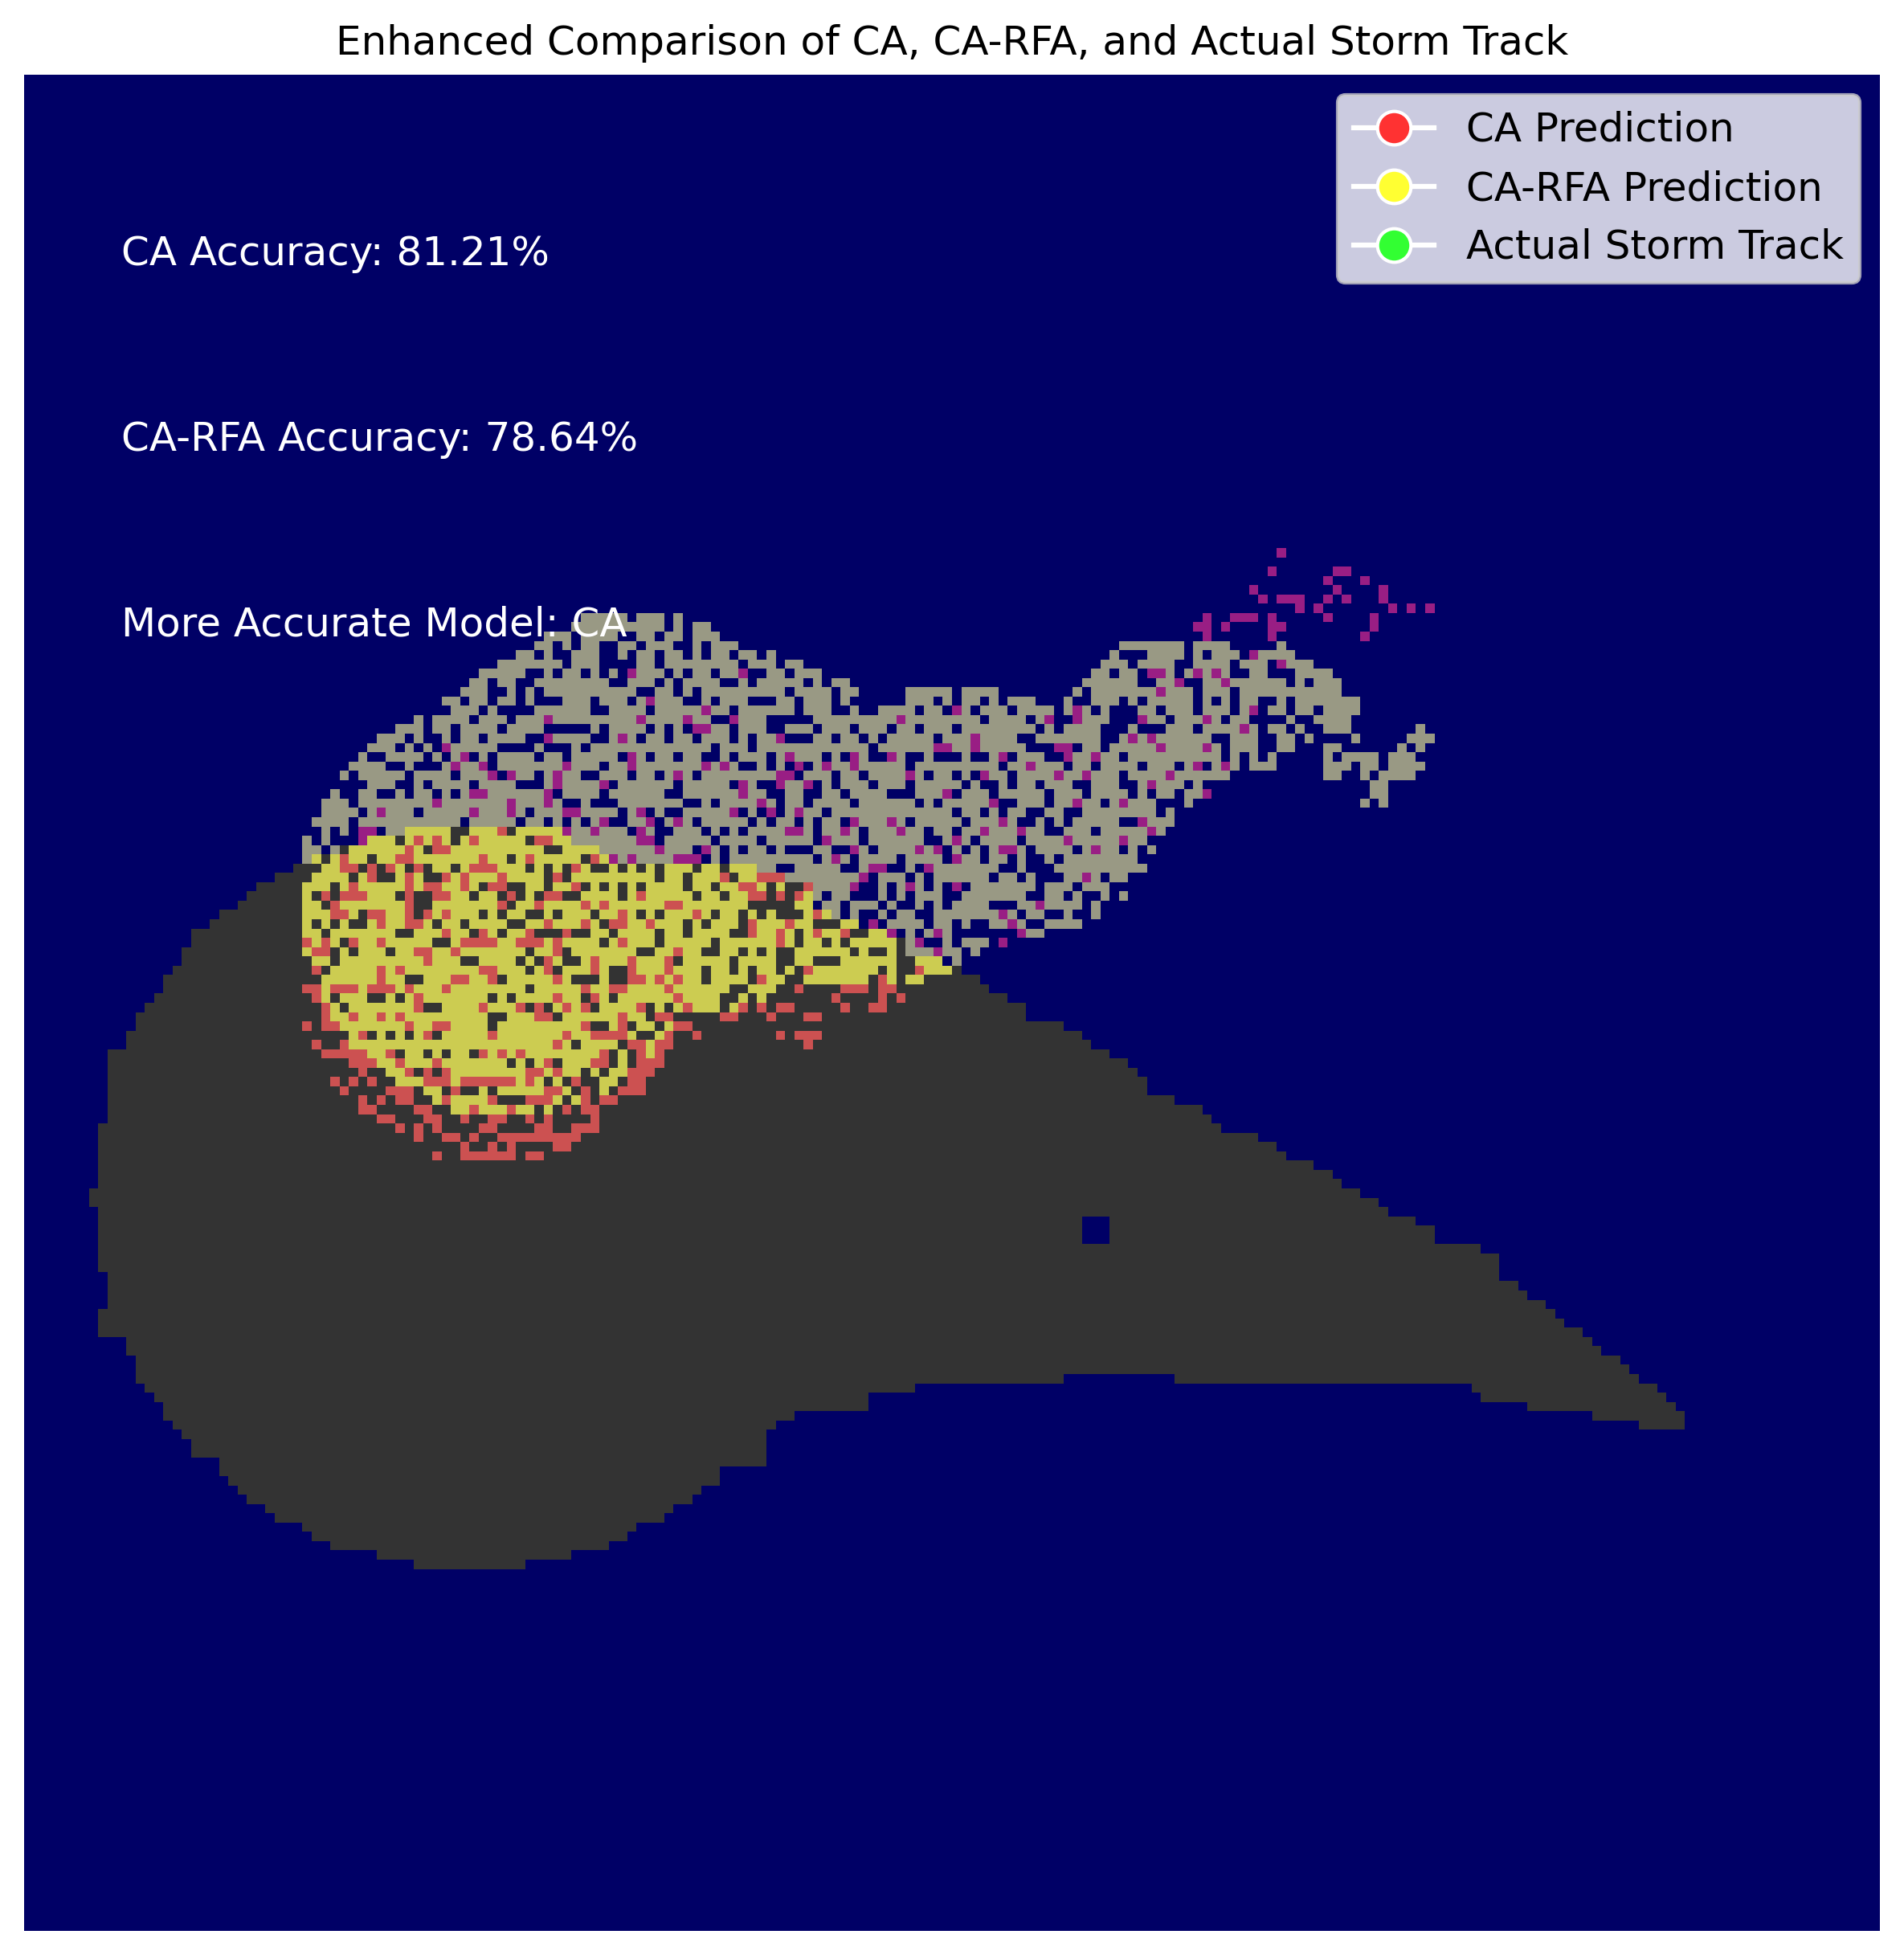 Enhanced Comparison of CA, CA-RFA, and Actual Storm Track
CA Prediction
CA-RFA Prediction
Actual Storm Track
CA Accuracy: 81.21%
CA-RFA Accuracy: 78.64%
More Accurate Model: CA